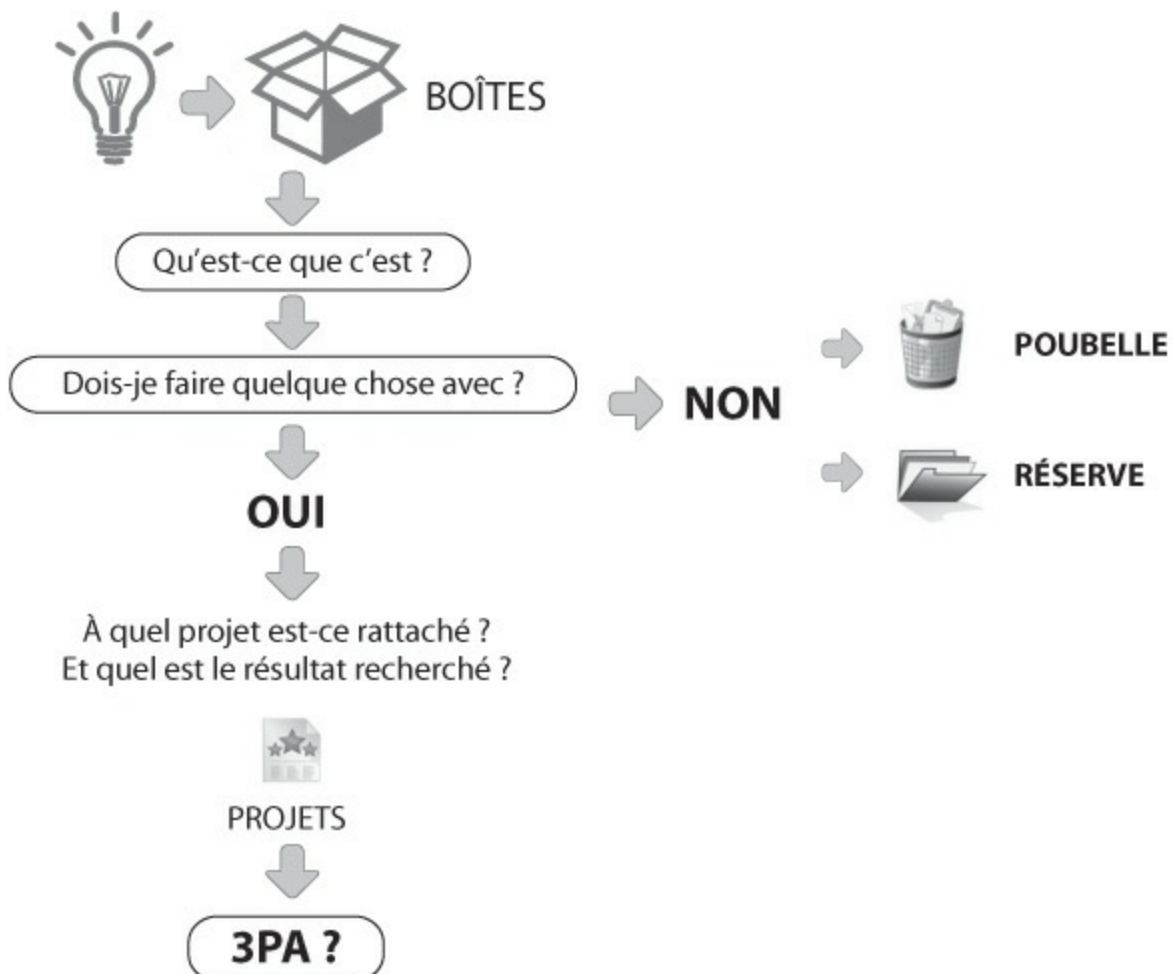 BOÎTES
Qu'est-ce que c'est ?
Dois-je faire quelque chose avec ?
NON
POUBELLE
RÉSERVE
OUI
À quel projet est-ce rattaché ?
Et quel est le résultat recherché ?
PROJETS
3PA ?